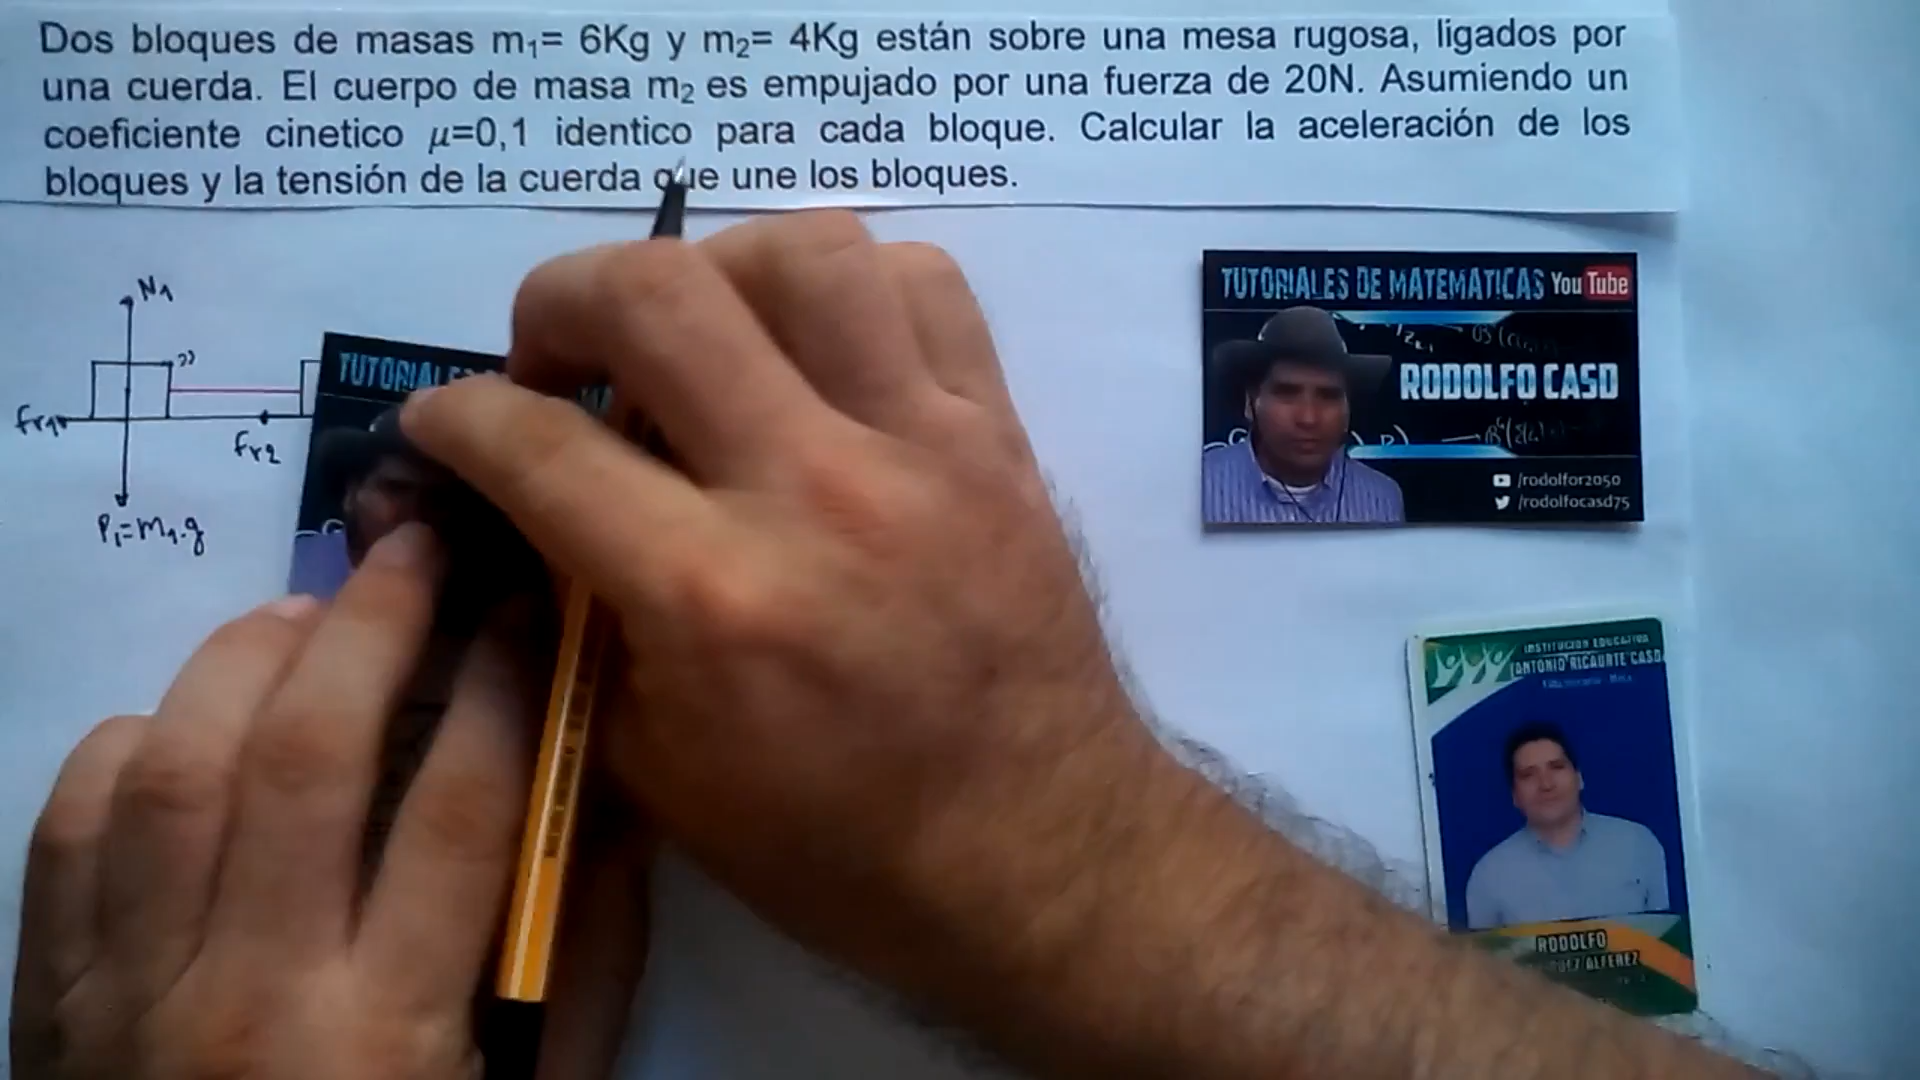 Dos bloques de masas m₁= 6Kg y m₂= 4Kg están sobre una mesa rugosa, ligados por
una cuerda. El cuerpo de masa m₂ es empujado por una fuerza de 20N. Asumiendo un
coeficiente cinetico μ=0,1 identico para cada bloque. Calcular la aceleración de los
bloques y la tensión de la cuerda que une los bloques.
N₁
fr₁
fr₂
P₁=m₁.g
TUTORIALES DE MATEMATICAS YouTube
RODOLFO CASD
/rodolfor2050
/rodolfocasd75
INSTITUCION EDUCATIVA
ANTONIO RICAURTE CASD
RODOLFO
ALFEREZ